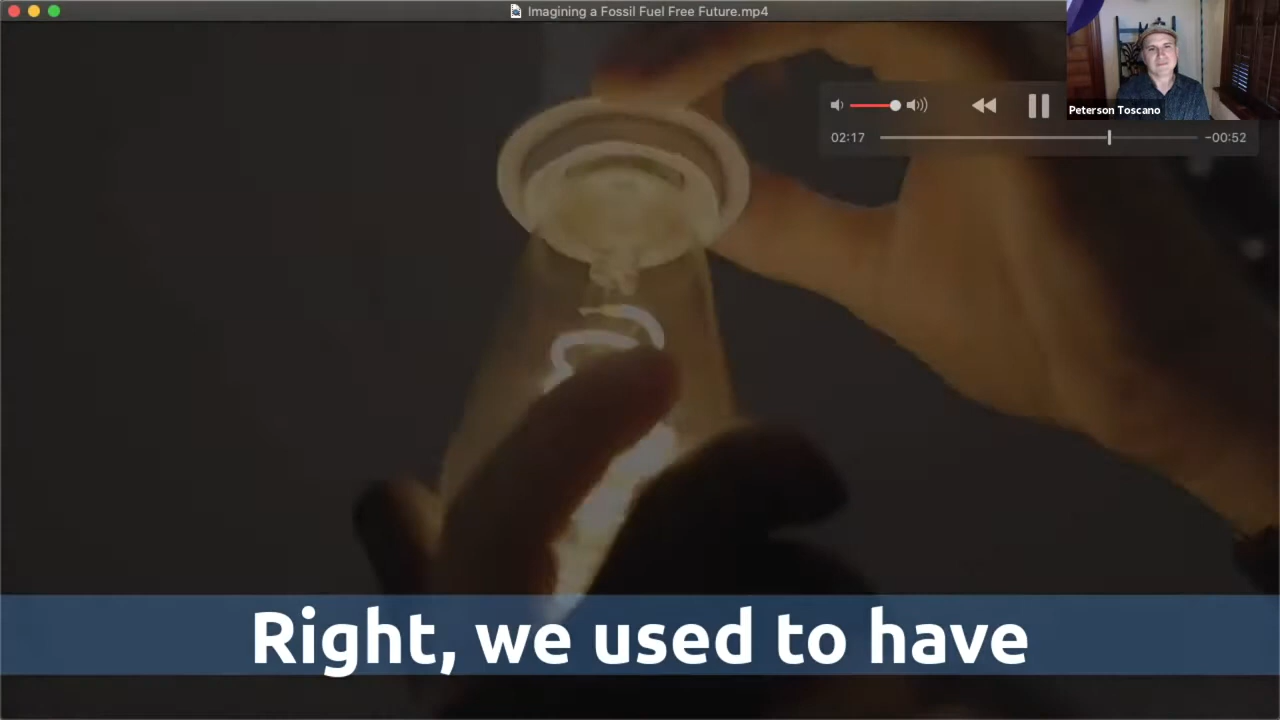 Imagining a Fossil Fuel Free Future.mp4
Peterson Toscano
02:17
-00:52
Right, we used to have